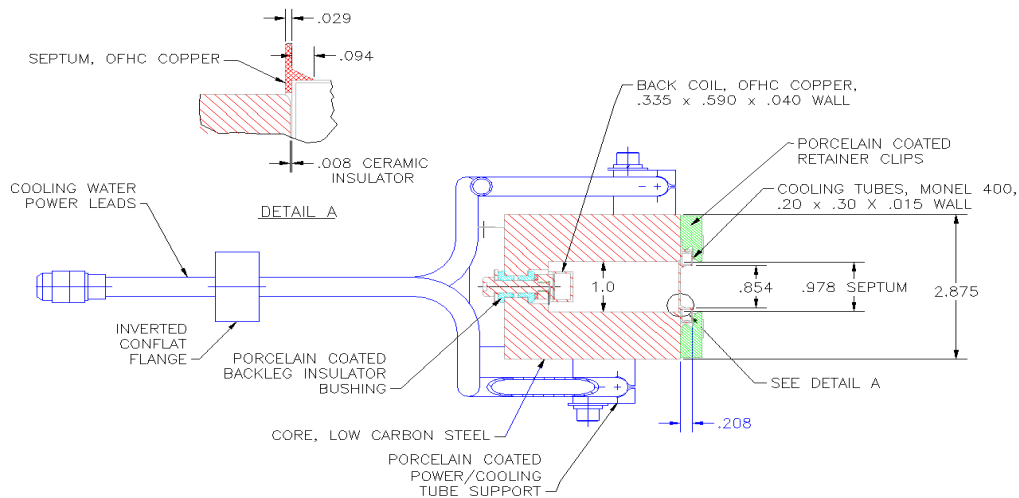 .029
SEPTUM, OFHC COPPER
.094
.008 CERAMIC
INSULATOR
DETAIL A
BACK COIL, OFHC COPPER,
.335 x .590 x .040 WALL
PORCELAIN COATED
RETAINER CLIPS
COOLING TUBES, MONEL 400,
.20 x .30 X .015 WALL
COOLING WATER
POWER LEADS
1.0
.854
.978 SEPTUM
2.875
INVERTED
CONFLAT
FLANGE
PORCELAIN COATED
BACKLEG INSULATOR
BUSHING
SEE DETAIL A
.208
CORE, LOW CARBON STEEL
PORCELAIN COATED
POWER/COOLING
TUBE SUPPORT